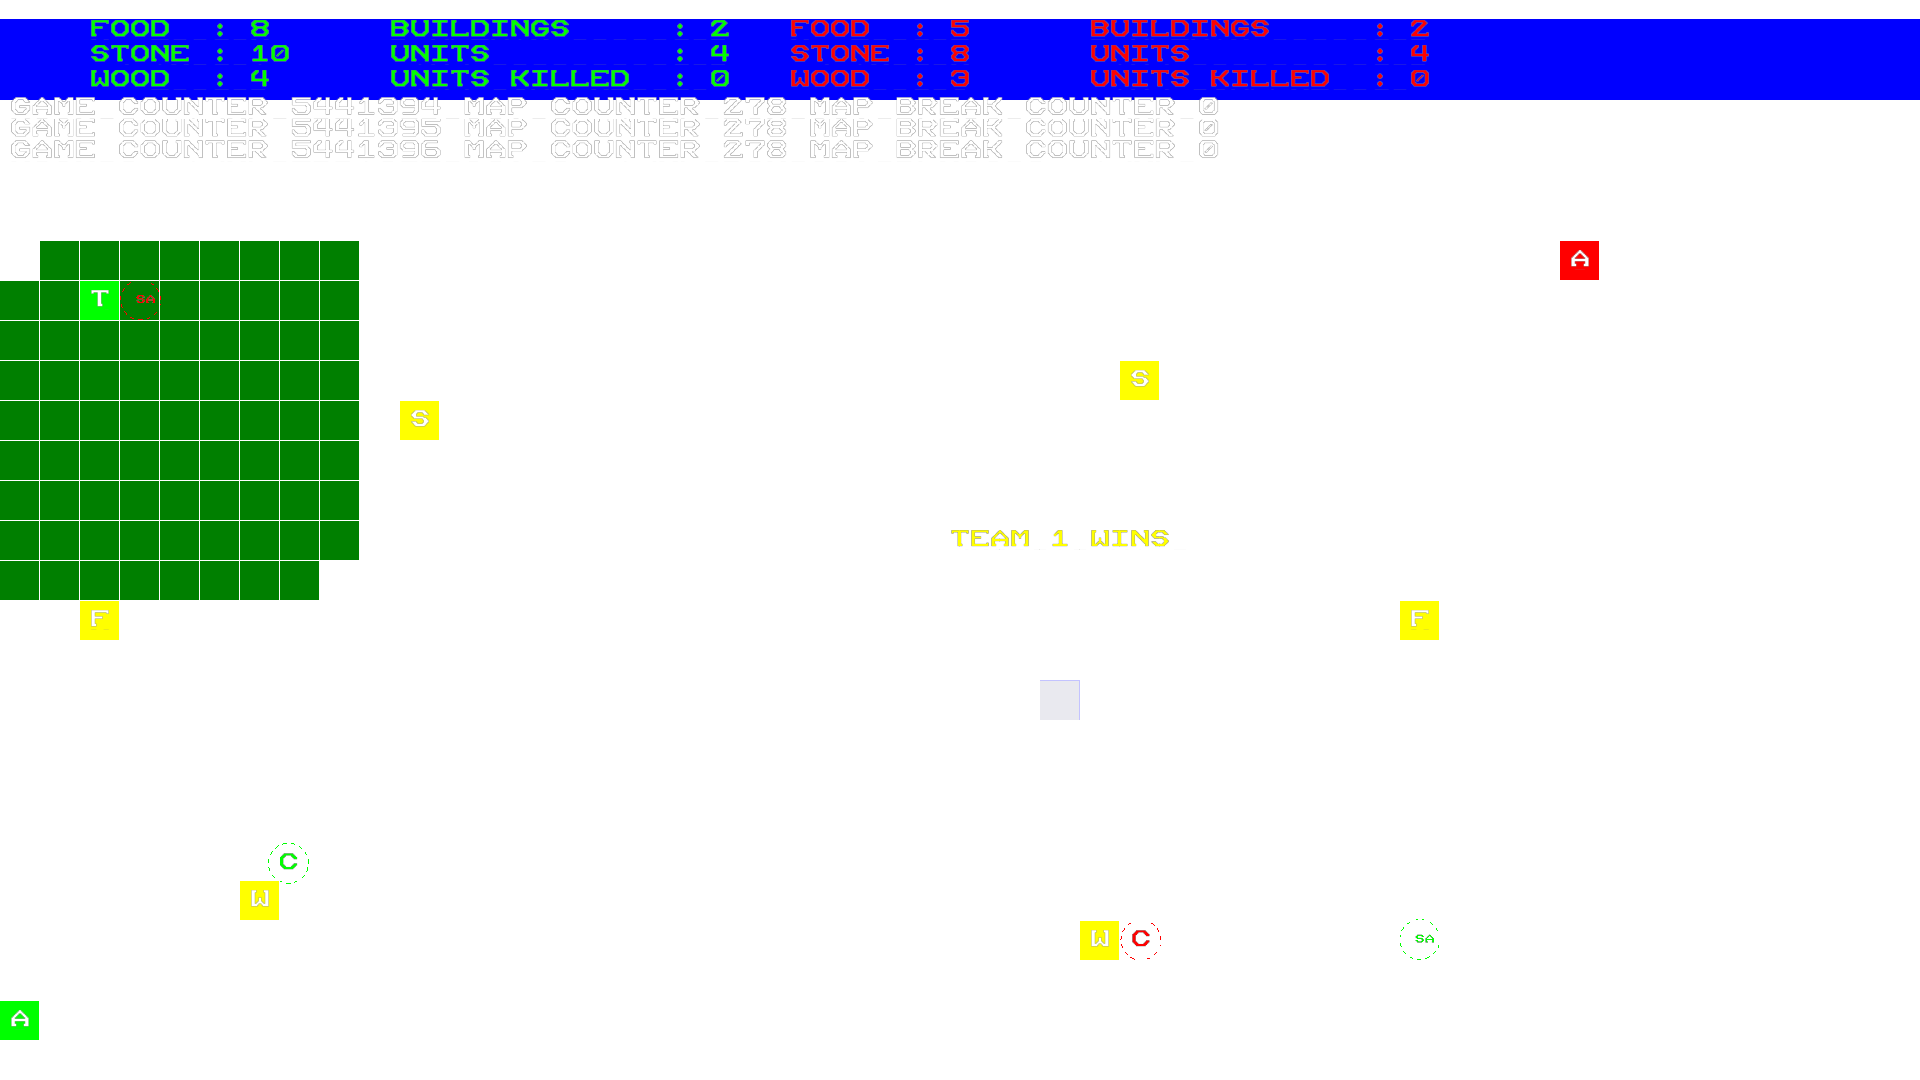 FOOD : 8 BUILDINGS : 2 FOOD : 5 BUILDINGS : 2
STONE : 10 UNITS : 4 STONE : 8 UNITS : 4
WOOD : 4 UNITS KILLED : 0 WOOD : 3 UNITS KILLED : 0
GAME COUNTER 5441394 MAP COUNTER 278 MAP BREAK COUNTER 0
GAME COUNTER 5441395 MAP COUNTER 278 MAP BREAK COUNTER 0
GAME COUNTER 5441396 MAP COUNTER 278 MAP BREAK COUNTER 0
A
T SA
S
S
TEAM 1 WINS
F F
C
W
W C SA
A